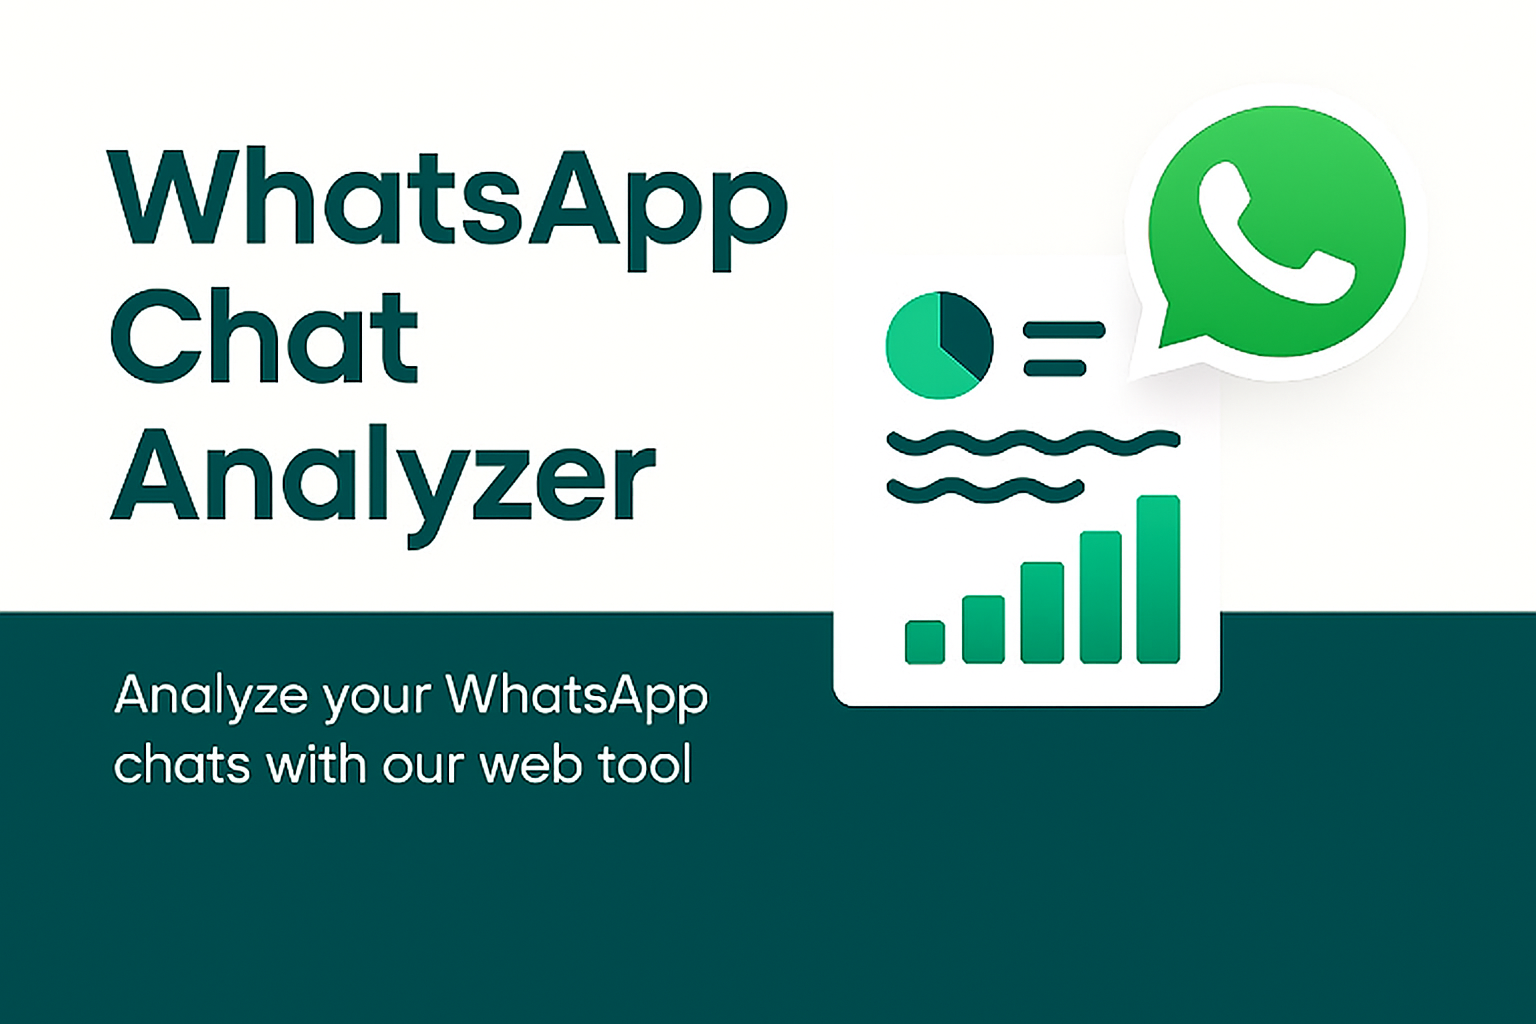 WhatsApp
Chat
Analyzer
Analyze your WhatsApp
chats with our web tool